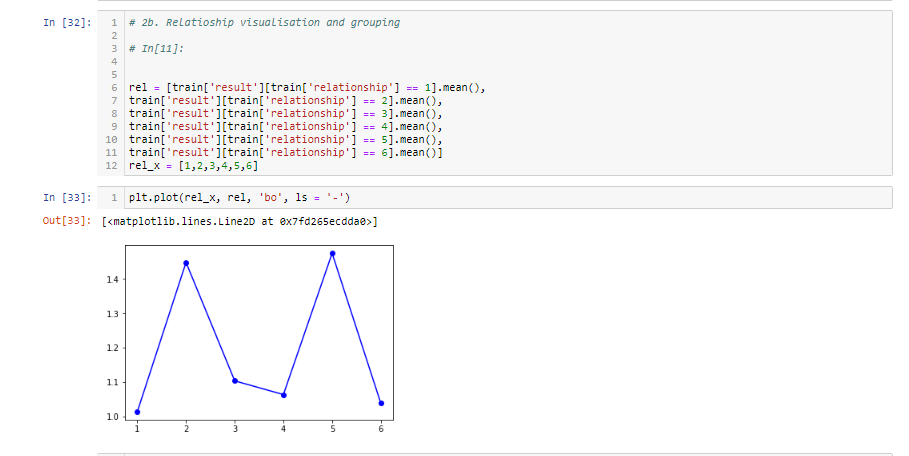 In [32]:
1 # 2b. Relatioship visualisation and grouping
2
3 # In[11]:
4
5
6 rel = [train['result'][train['relationship'] == 1].mean(),
7 train['result'][train['relationship'] == 2].mean(),
8 train['result'][train['relationship'] == 3].mean(),
9 train['result'][train['relationship'] == 4].mean(),
10 train['result'][train['relationship'] == 5].mean(),
11 train['result'][train['relationship'] == 6].mean()]
12 rel_x = [1,2,3,4,5,6]
In [33]:
1 plt.plot(rel_x, rel, 'bo', ls = '-')
Out[33]: [<matplotlib.lines.Line2D at 0x7fd265ecdda0>]
1.4
1.3
1.2
1.1
1.0
1 2 3 4 5 6